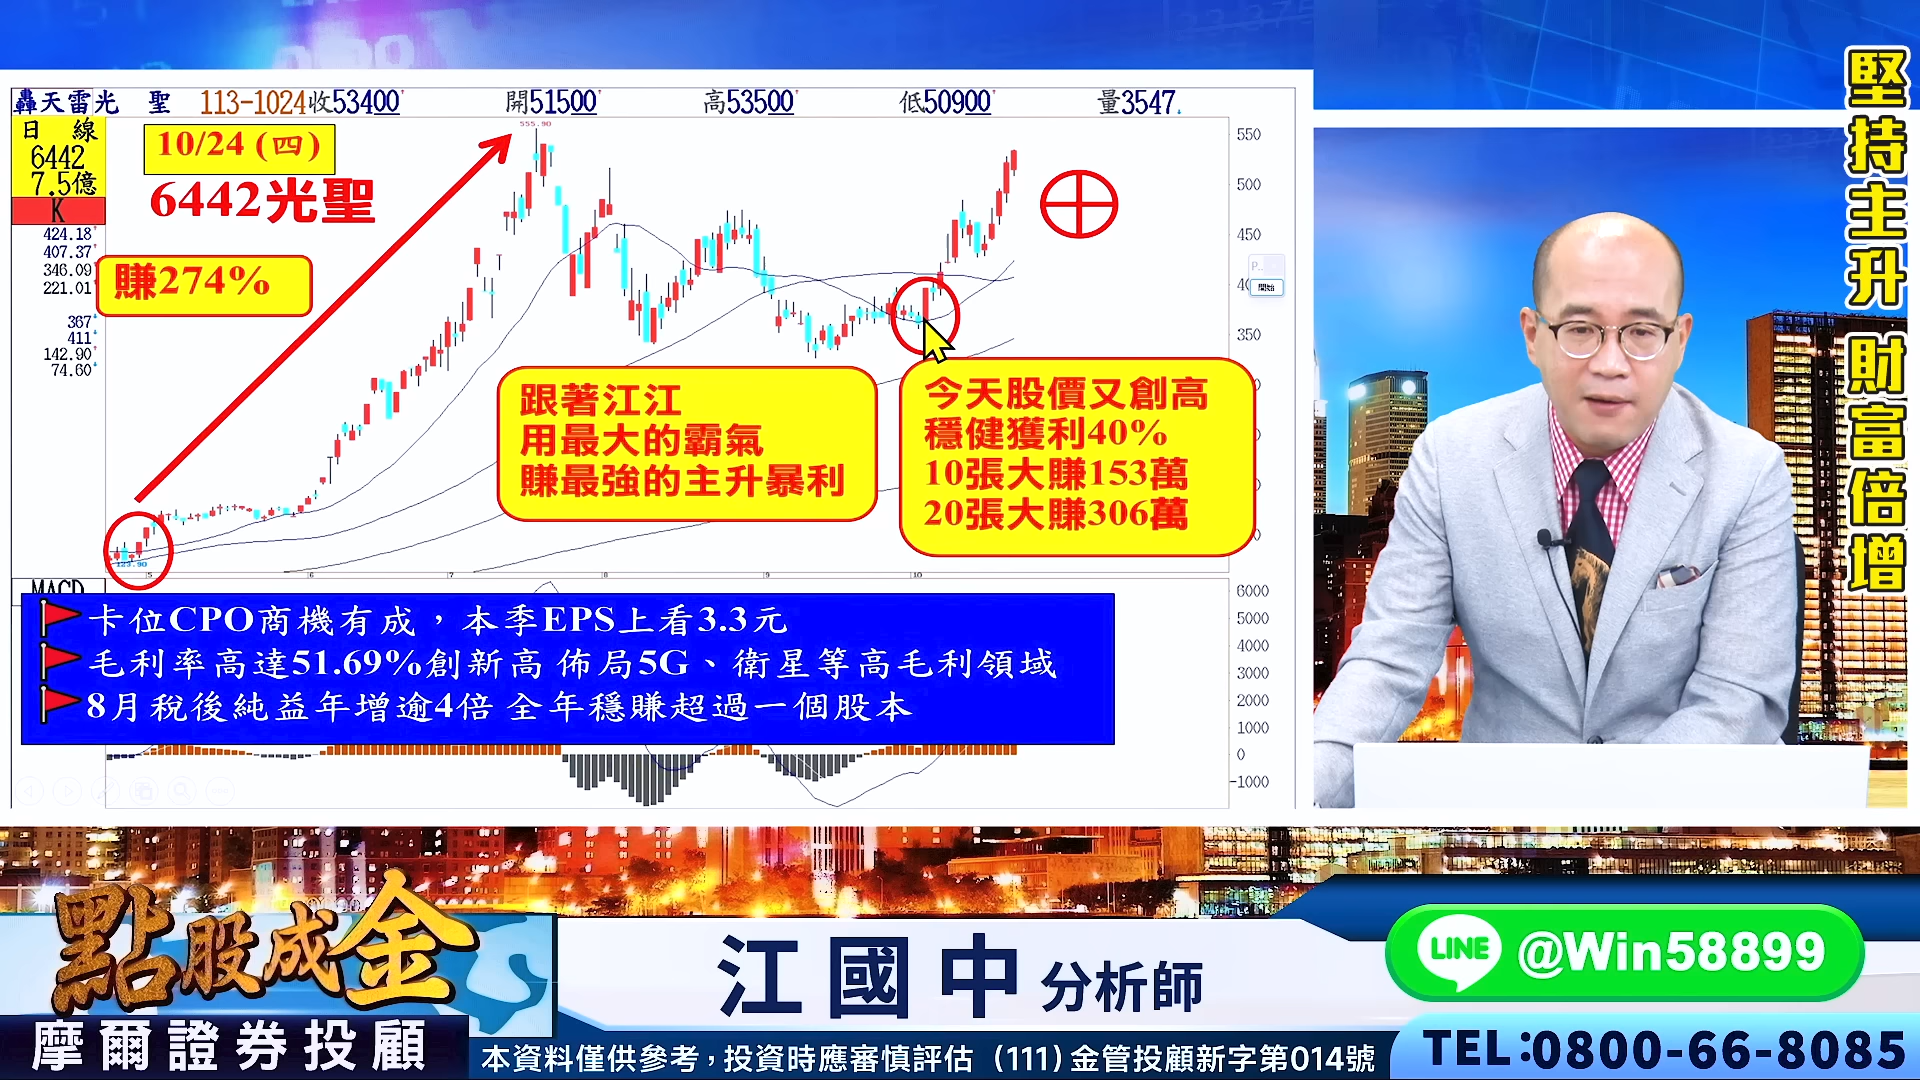 轟天雷光 聖 113-1024收53400 開51500 高53500 低50900 量3547
日 線
6442
7.5億
K
424.18
407.37
346.09
221.01
367
411
142.90
74.60
10/24 (四)
6442光聖
賺274%
555.90
123.90
550
500
450
350
開始
跟著江江
用最大的霸氣
賺最強的主升暴利
今天股價又創高
穩健獲利40%
10張大賺153萬
20張大賺306萬
5 6 7 8 9 10
MACD
卡位CPO商機有成，本季EPS上看3.3元
毛利率高達51.69%創新高 佈局5G、衛星等高毛利領域
8月稅後純益年增逾4倍 全年穩賺超過一個股本
6000
5000
4000
3000
2000
1000
0
-1000
堅持主升 財富倍增
點股成金
摩爾證券投顧
江國中 分析師
本資料僅供參考，投資時應審慎評估 (111) 金管投顧新字第014號
LINE @Win58899
TEL:0800-66-8085